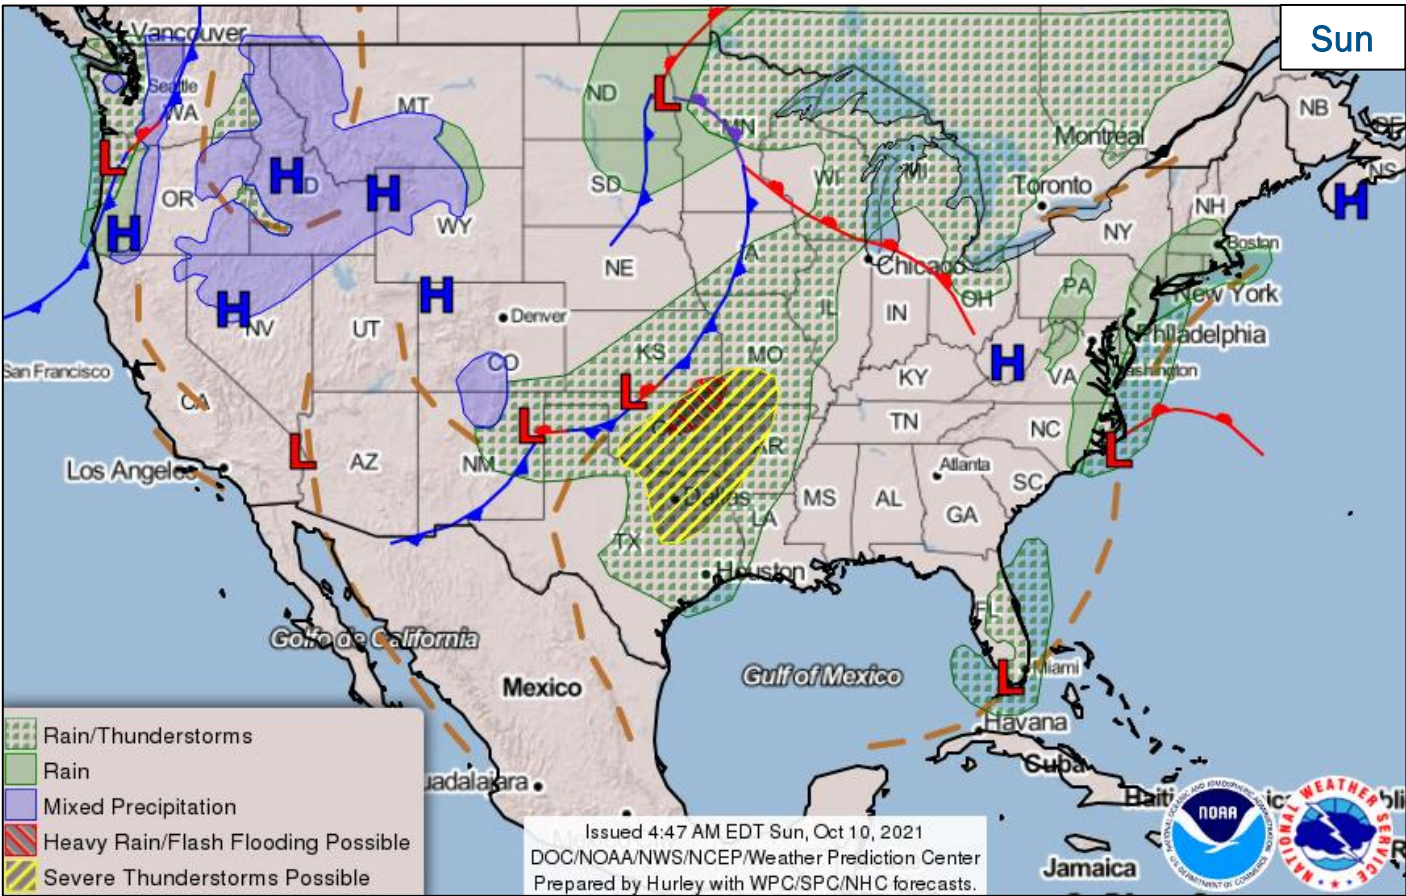 Sun
Vancouver
Seattle
WA
MT
ND
MN
Montréal
NB
NS
OR
ID
SD
WI
MI
Toronto
NH
WY
NY
Boston
NE
IA
Chicago
OH
PA
New York
NV
UT
Denver
IL
IN
Philadelphia
San Francisco
CO
KS
MO
KY
VA
CA
TN
NC
Los Angeles
AZ
NM
AR
Atlanta
SC
Dallas
MS
AL
GA
LA
TX
Houston
FL
Golfo de California
Mexico
Gulf of Mexico
Miami
Havana
Cuba
Jamaica
H
H
H
H
H
H
H
L
L
L
L
L
L
L
Rain/Thunderstorms
Rain
Mixed Precipitation
Heavy Rain/Flash Flooding Possible
Severe Thunderstorms Possible
Issued 4:47 AM EDT Sun, Oct 10, 2021
DOC/NOAA/NWS/NCEP/Weather Prediction Center
Prepared by Hurley with WPC/SPC/NHC forecasts.
NOAA
NATIONAL WEATHER SERVICE